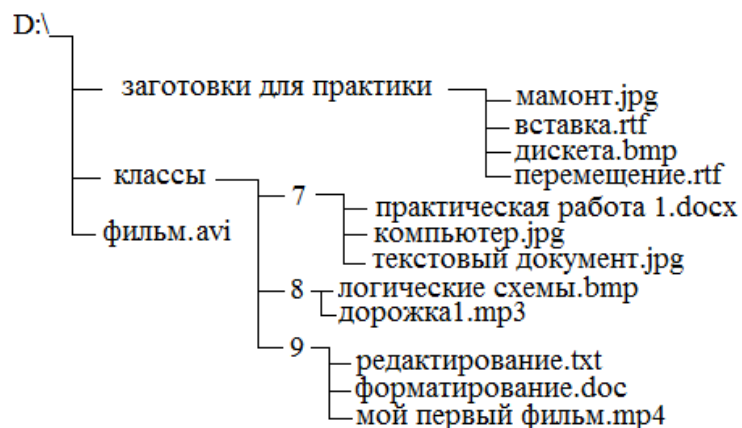 D:\
заготовки для практики
мамонт.jpg
вставка.rtf
дискета.bmp
перемещение.rtf
классы
7
практическая работа 1.docx
компьютер.jpg
текстовый документ.jpg
фильм.avi
8
логические схемы.bmp
дорожка1.mp3
9
редактирование.txt
форматирование.doc
мой первый фильм.mp4